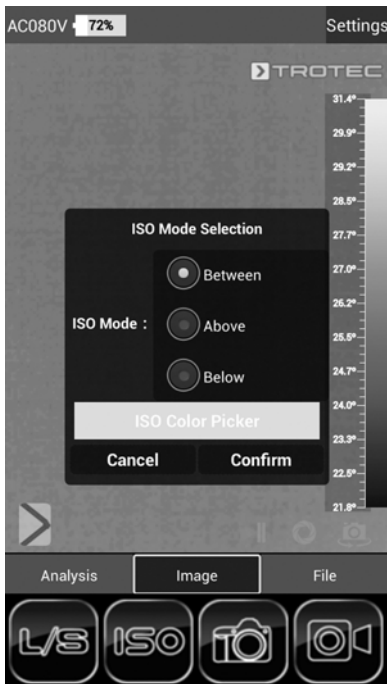 AC080V 72% Settings
TROTEC
31.4°
29.9°
29.2°
28.5°
ISO Mode Selection
27.7°
Between
27.0°
26.2°
ISO Mode : Above
25.5°
Below
24.7°
24.0°
ISO Color Picker
23.3°
Cancel Confirm
22.5°
21.8°
Analysis Image File
L/S ISO